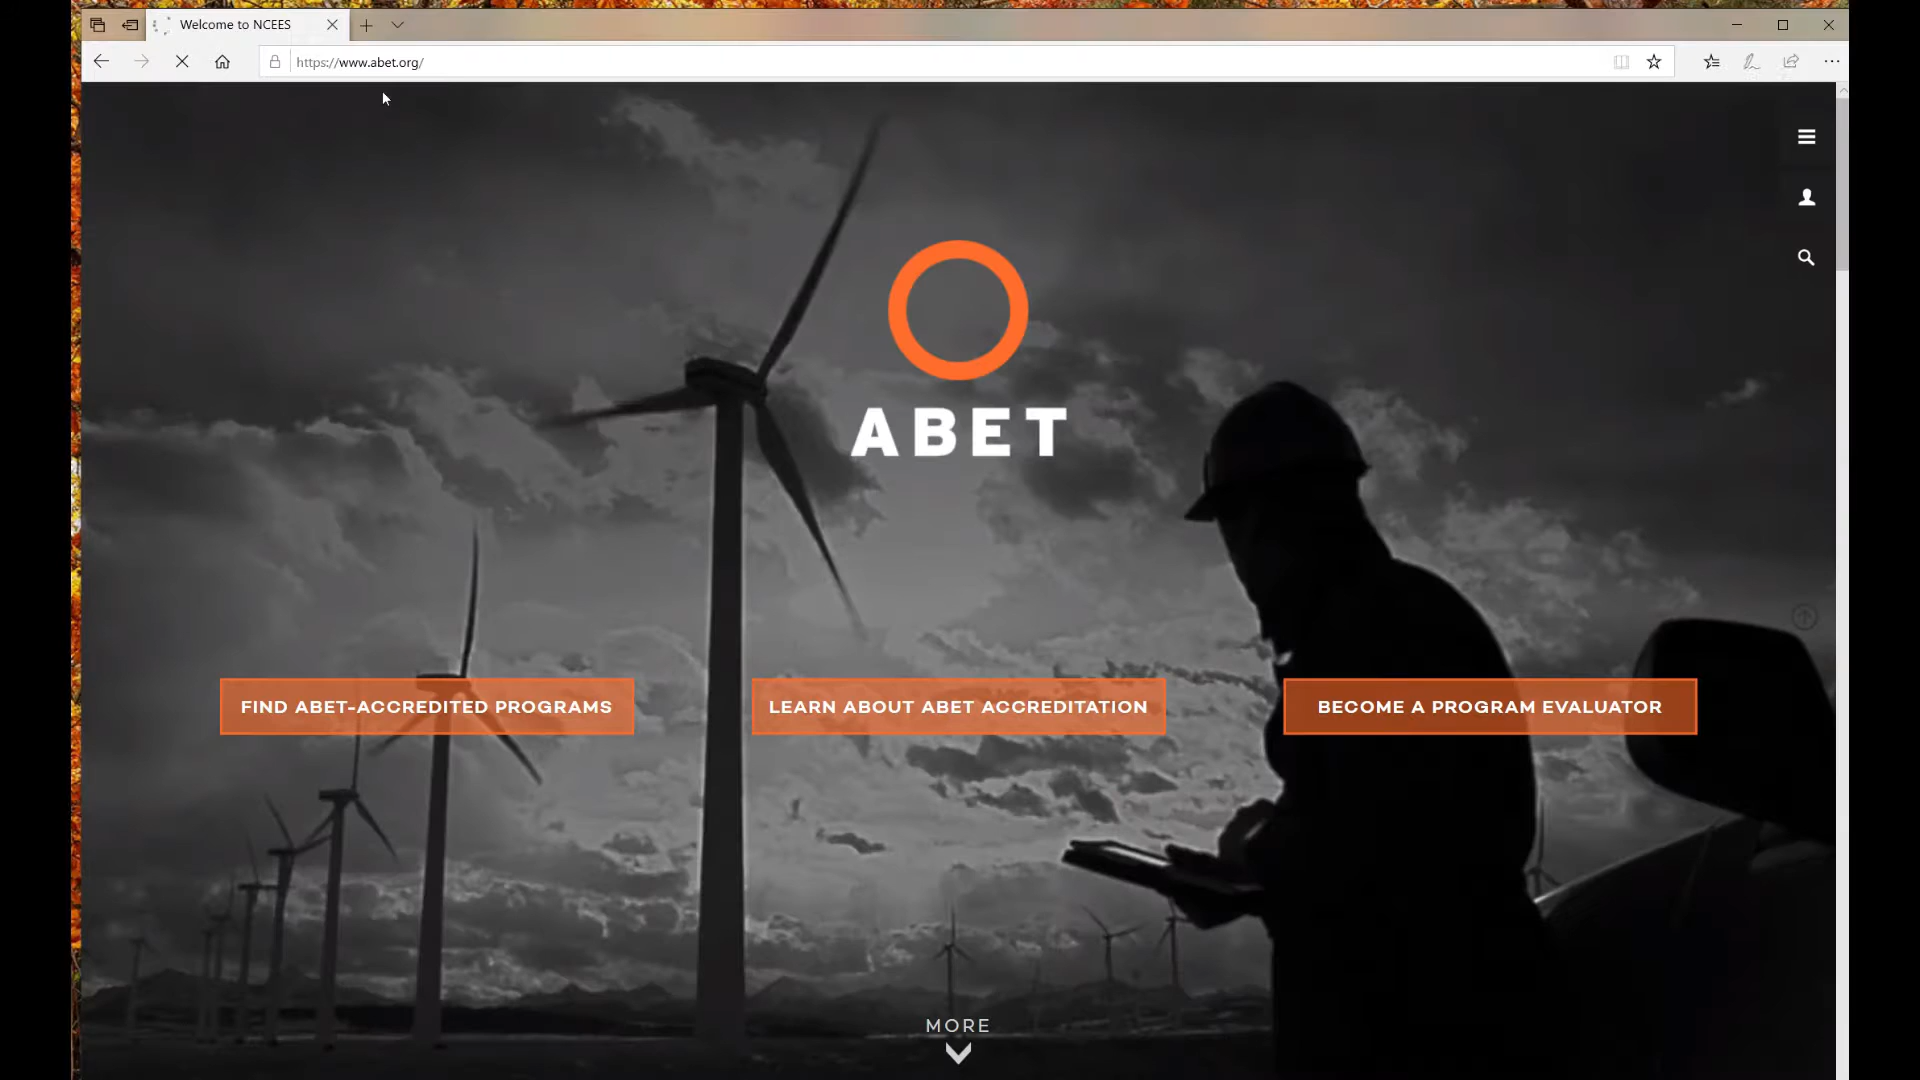 Welcome to NCEES
https://www.abet.org/
ABET
FIND ABET-ACCREDITED PROGRAMS
LEARN ABOUT ABET ACCREDITATION
BECOME A PROGRAM EVALUATOR
MORE